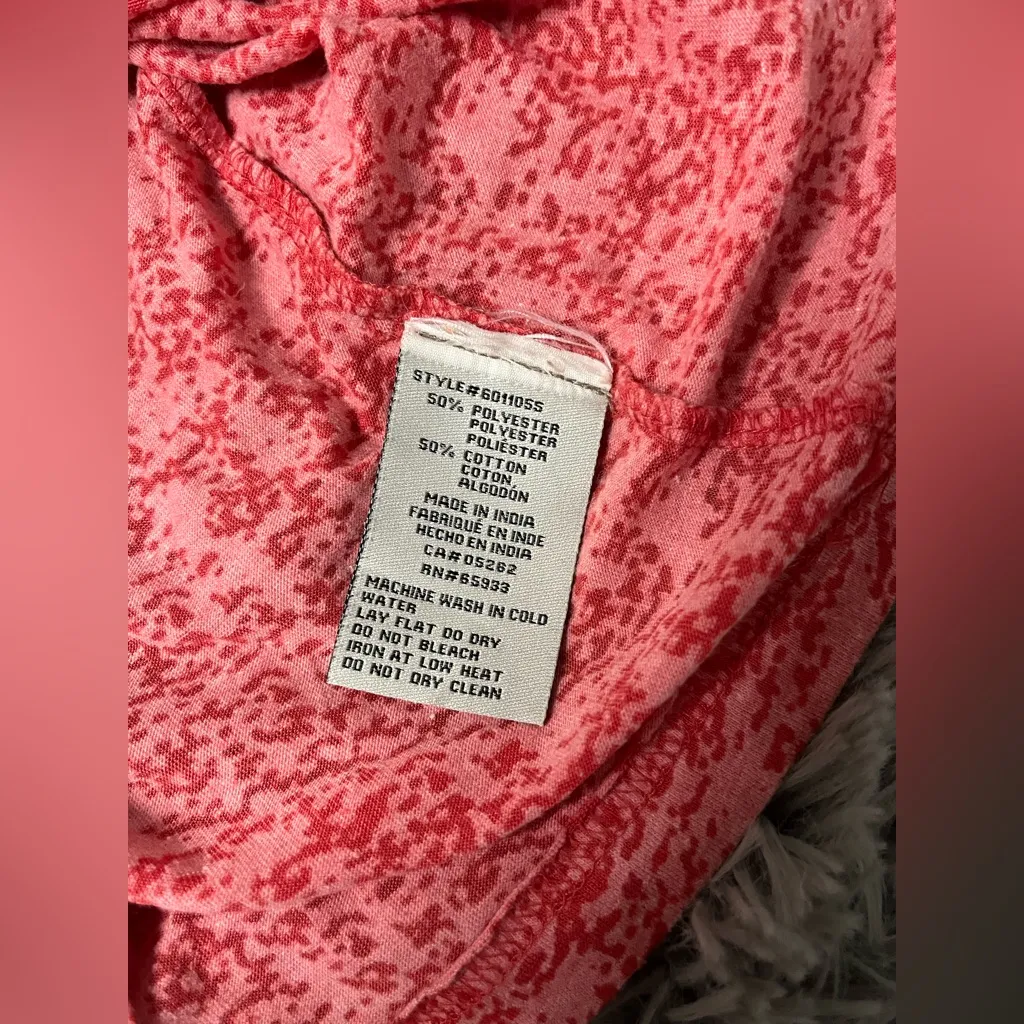 STYLE#6011055
50% POLYESTER
POLYESTER
POLIÉSTER
50% COTTON
COTON
ALGODÓN
MADE IN INDIA
FABRIQUÉ EN INDE
HECHO EN INDIA
CA#05262
RN#65933
MACHINE WASH IN COLD
WATER
LAY FLAT DO DRY
DO NOT BLEACH
IRON AT LOW HEAT
DO NOT DRY CLEAN